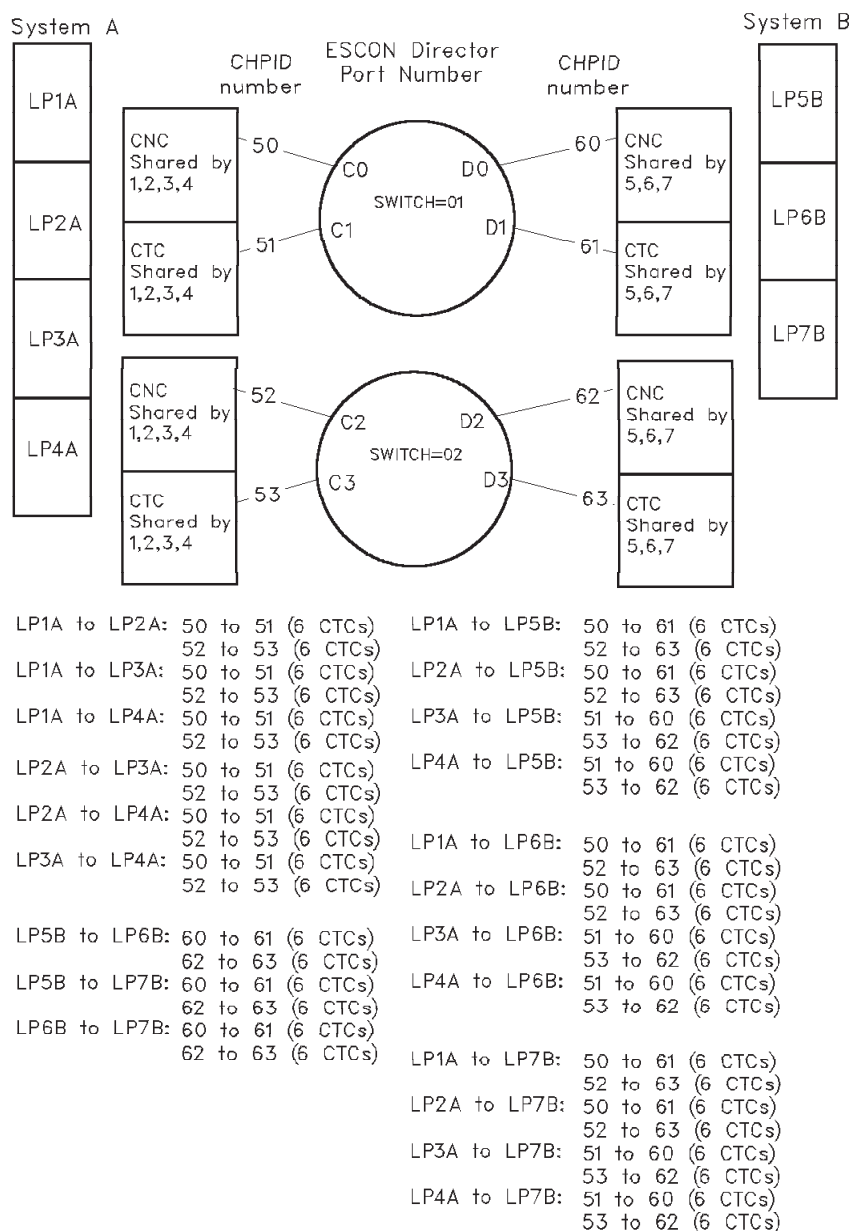 System A
System B
ESCON Director
Port Number
CHPID
number
CHPID
number
LP1A
LP2A
LP3A
LP4A
LP5B
LP6B
LP7B
CNC
Shared by
1,2,3,4
50
C0
D0
60
CNC
Shared by
5,6,7
SWITCH=01
CTC
Shared by
1,2,3,4
51
C1
D1
61
CTC
Shared by
5,6,7
CNC
Shared by
1,2,3,4
52
C2
D2
62
CNC
Shared by
5,6,7
SWITCH=02
CTC
Shared by
1,2,3,4
53
C3
D3
63
CTC
Shared by
5,6,7
LP1A to LP2A: 50 to 51 (6 CTCs)
52 to 53 (6 CTCs)
LP1A to LP3A: 50 to 51 (6 CTCs)
52 to 53 (6 CTCs)
LP1A to LP4A: 50 to 51 (6 CTCs)
52 to 53 (6 CTCs)
LP2A to LP3A: 50 to 51 (6 CTCs)
52 to 53 (6 CTCs)
LP2A to LP4A: 50 to 51 (6 CTCs)
52 to 53 (6 CTCs)
LP3A to LP4A: 50 to 51 (6 CTCs)
52 to 53 (6 CTCs)
LP5B to LP6B: 60 to 61 (6 CTCs)
62 to 63 (6 CTCs)
LP5B to LP7B: 60 to 61 (6 CTCs)
62 to 63 (6 CTCs)
LP6B to LP7B: 60 to 61 (6 CTCs)
62 to 63 (6 CTCs)
LP1A to LP5B: 50 to 61 (6 CTCs)
52 to 63 (6 CTCs)
LP2A to LP5B: 50 to 61 (6 CTCs)
52 to 63 (6 CTCs)
LP3A to LP5B: 51 to 60 (6 CTCs)
53 to 62 (6 CTCs)
LP4A to LP5B: 51 to 60 (6 CTCs)
53 to 62 (6 CTCs)
LP1A to LP6B: 50 to 61 (6 CTCs)
52 to 63 (6 CTCs)
LP2A to LP6B: 50 to 61 (6 CTCs)
52 to 63 (6 CTCs)
LP3A to LP6B: 51 to 60 (6 CTCs)
53 to 62 (6 CTCs)
LP4A to LP6B: 51 to 60 (6 CTCs)
53 to 62 (6 CTCs)
LP1A to LP7B: 50 to 61 (6 CTCs)
52 to 63 (6 CTCs)
LP2A to LP7B: 50 to 61 (6 CTCs)
52 to 63 (6 CTCs)
LP3A to LP7B: 51 to 60 (6 CTCs)
53 to 62 (6 CTCs)
LP4A to LP7B: 51 to 60 (6 CTCs)
53 to 62 (6 CTCs)